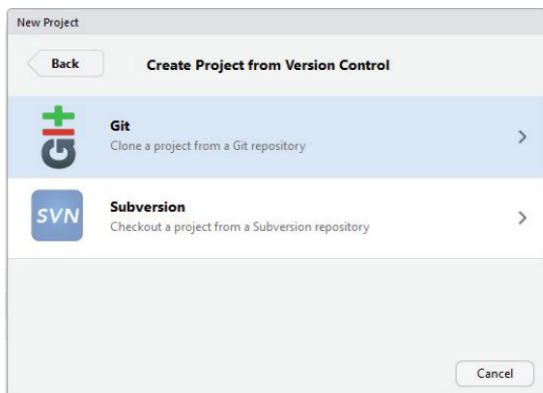 New Project
Back
Create Project from Version Control
git
Git
Clone a project from a Git repository
SVN
Subversion
Checkout a project from a Subversion repository
Cancel